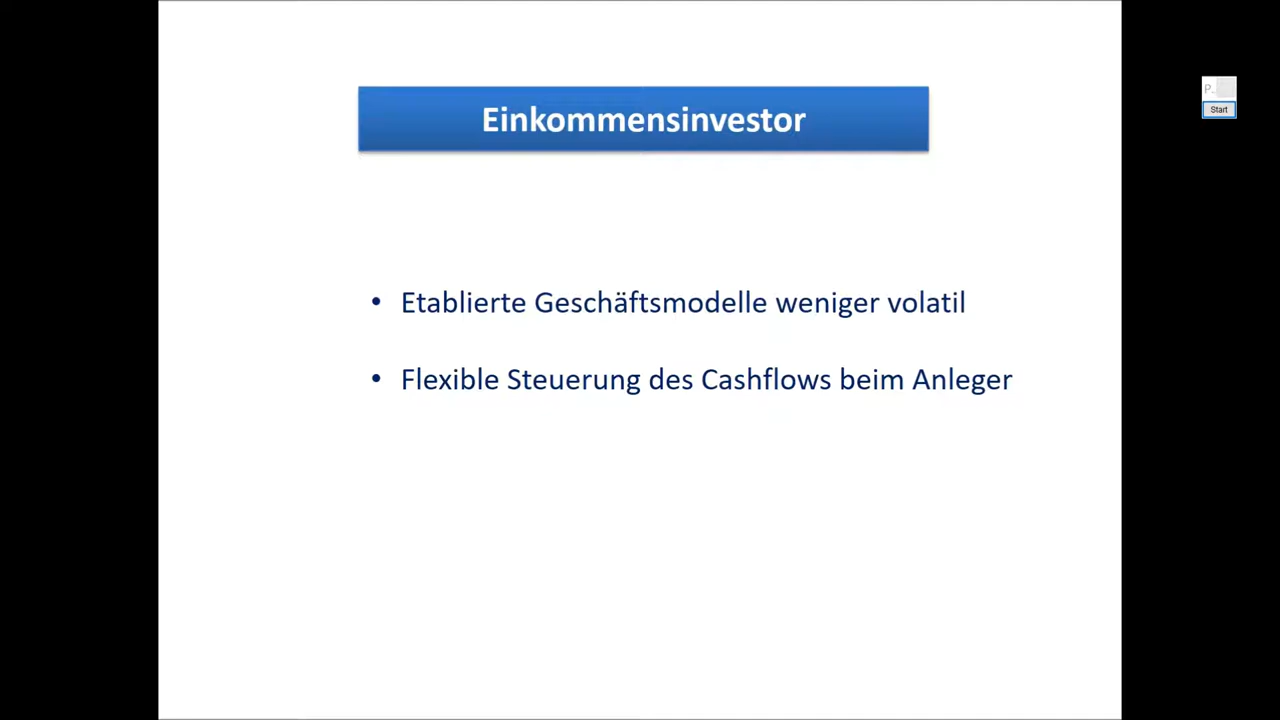 Einkommensinvestor
P..
Start
• Etablierte Geschäftsmodelle weniger volatil
• Flexible Steuerung des Cashflows beim Anleger